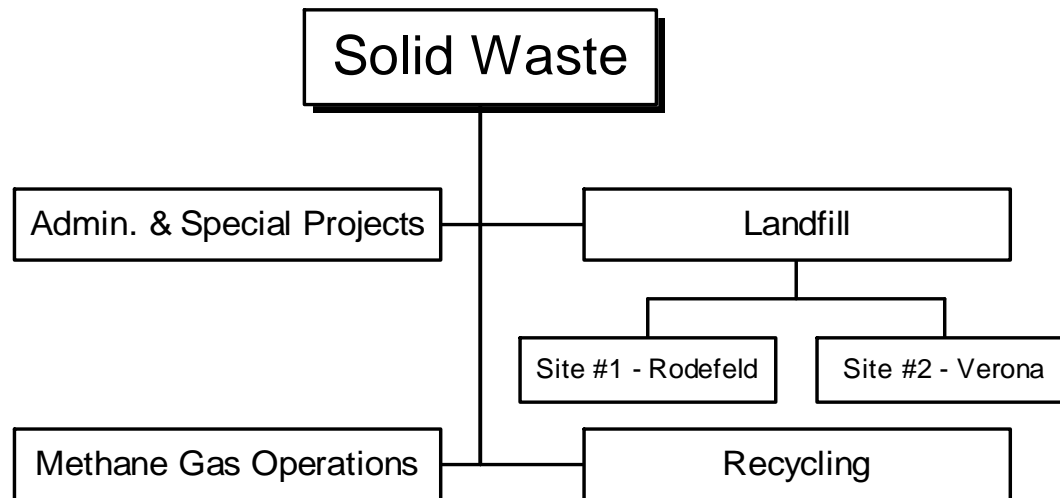 Solid Waste
Admin. & Special Projects
Landfill
Site #1 - Rodefeld
Site #2 - Verona
Methane Gas Operations
Recycling